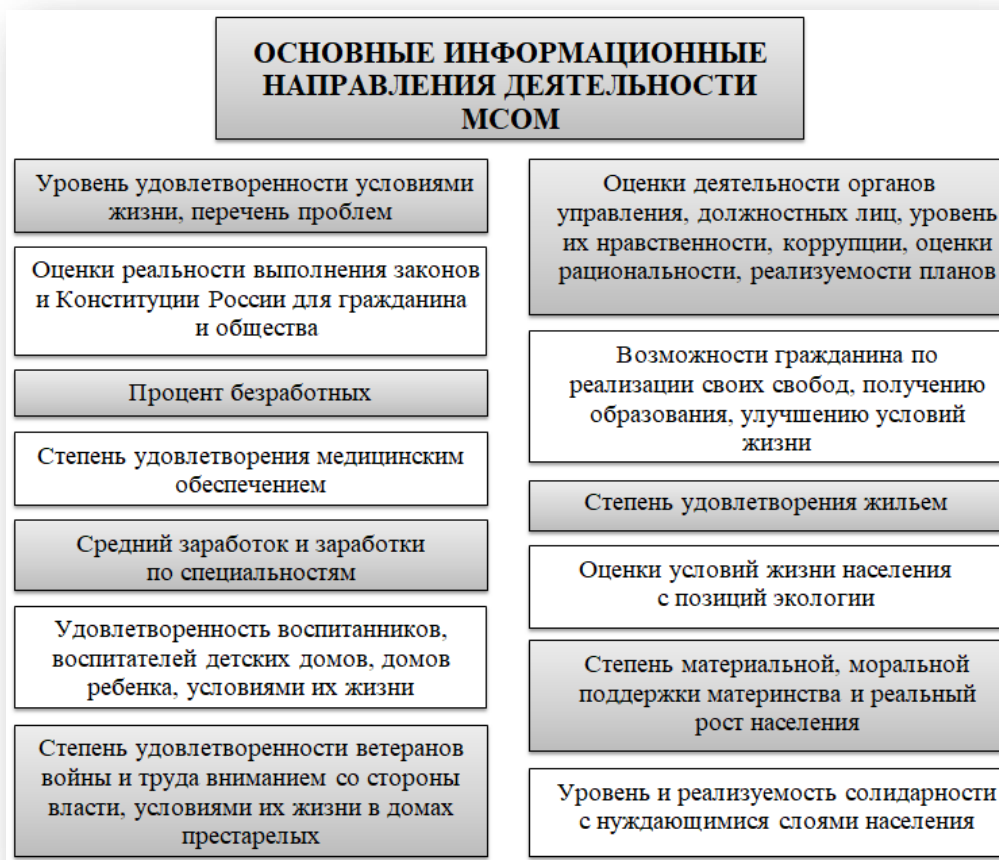 ОСНОВНЫЕ ИНФОРМАЦИОННЫЕ
НАПРАВЛЕНИЯ ДЕЯТЕЛЬНОСТИ
МСОМ
Уровень удовлетворенности условиями
жизни, перечень проблем
Оценки реальности выполнения законов
и Конституции России для гражданина
и общества
Процент безработных
Степень удовлетворения медицинским
обеспечением
Средний заработок и заработки
по специальностям
Удовлетворенность воспитанников,
воспитателей детских домов, домов
ребенка, условиями их жизни
Степень удовлетворенности ветеранов
войны и труда вниманием со стороны
власти, условиями их жизни в домах
престарелых
Оценки деятельности органов
управления, должностных лиц, уровень
их нравственности, коррупции, оценки
рациональности, реализуемости планов
Возможности гражданина по
реализации своих свобод, получению
образования, улучшению условий
жизни
Степень удовлетворения жильем
Оценки условий жизни населения
с позиций экологии
Степень материальной, моральной
поддержки материнства и реальный
рост населения
Уровень и реализуемость солидарности
с нуждающимися слоями населения